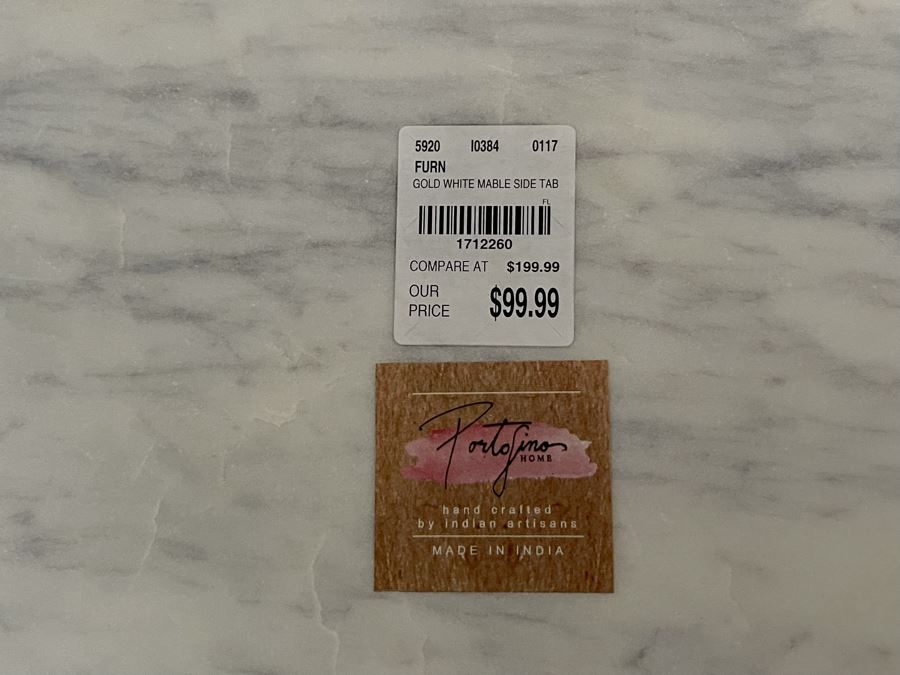 5920 I0384 0117
FURN
GOLD WHITE MABLE SIDE TAB
FL
1712260
COMPARE AT $199.99
OUR PRICE $99.99
Portofino
HOME
hand crafted
by indian artisans
MADE IN INDIA